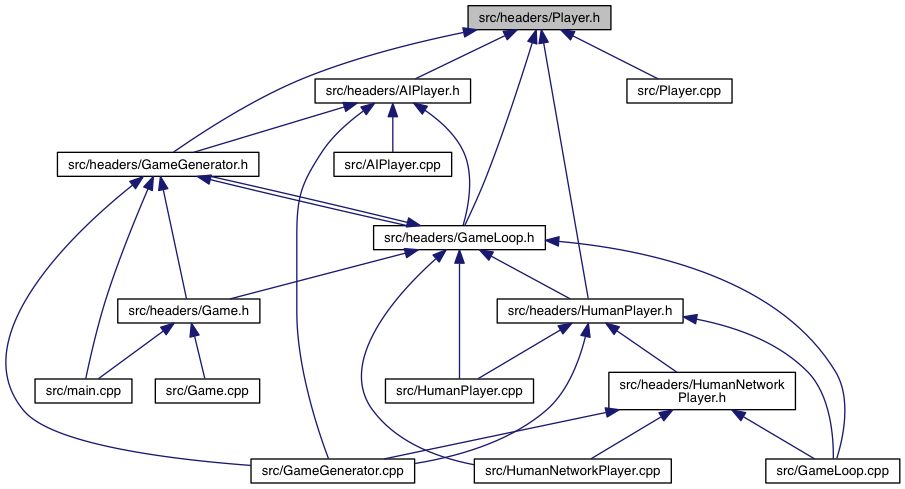 src/headers/Player.h
src/headers/AIPlayer.h
src/Player.cpp
src/headers/GameGenerator.h
src/AIPlayer.cpp
src/headers/GameLoop.h
src/headers/Game.h
src/headers/HumanPlayer.h
src/main.cpp
src/Game.cpp
src/HumanPlayer.cpp
src/headers/HumanNetwork
Player.h
src/GameGenerator.cpp
src/HumanNetworkPlayer.cpp
src/GameLoop.cpp